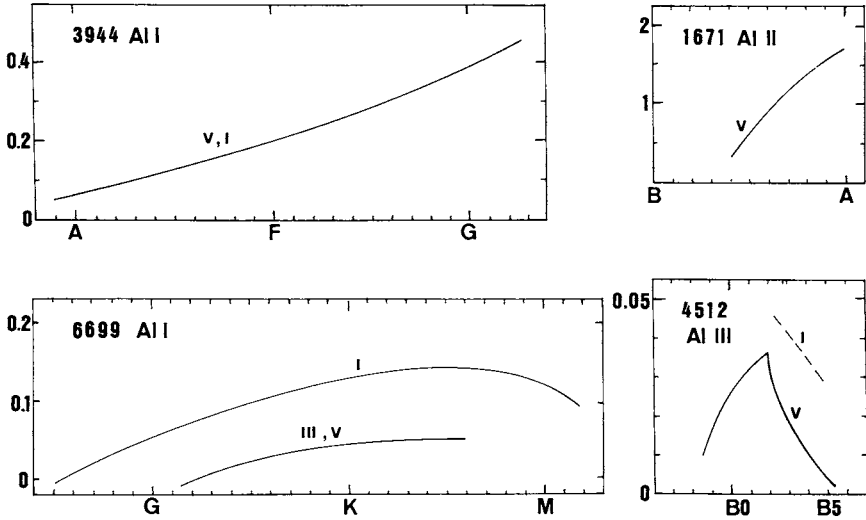 3944 Al I
0.4
0.2
0
V, I
A F G
1671 Al II
2
1
0
V
B A
6699 Al I
0.2
0.1
0
I
III, V
G K M
4512
Al III
0.05
0
I
V
B0 B5